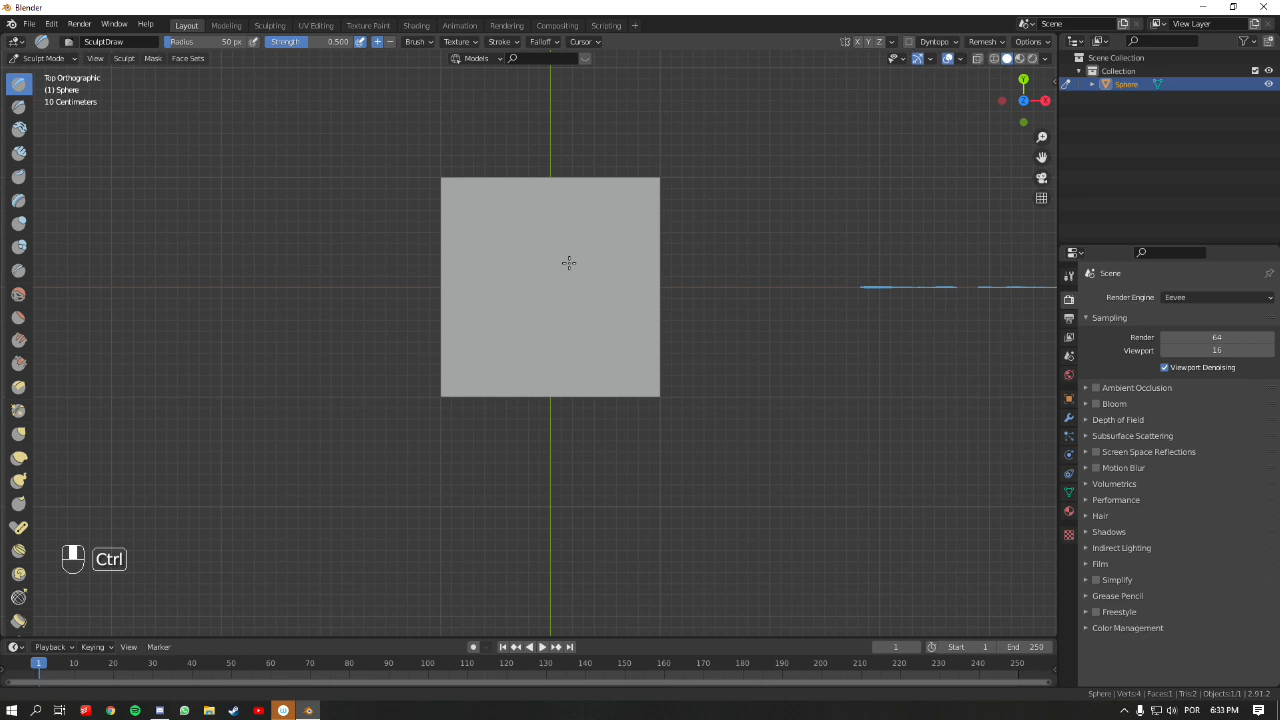 Blender
File Edit Render Window Help Layout Modeling Sculpting UV Editing Texture Paint Shading Animation Rendering Compositing Scripting + Scene View Layer
SculptDraw Radius 50 px Strength 0,500 + − Brush Texture Stroke Falloff Cursor X Y Z Dyntopo Remesh Options
Sculpt Mode View Sculpt Mask Face Sets Models
Scene Collection
Collection
Sphere
Top Orthographic
(1) Sphere
10 Centimeters
Y
Z X
Scene
Render Engine Eevee
Sampling
Render 64
Viewport 16
Viewport Denoising
Ambient Occlusion
Bloom
Depth of Field
Subsurface Scattering
Screen Space Reflections
Motion Blur
Volumetrics
Performance
Hair
Shadows
Indirect Lighting
Film
Simplify
Grease Pencil
Freestyle
Color Management
Ctrl
Playback Keying View Marker 1 Start 1 End 250
1 10 20 30 40 50 60 70 80 90 100 110 120 130 140 150 160 170 180 190 200 210 220 230 240 250
Sphere | Verts:4 | Faces:1 | Tris:2 | Objects:1/1 | 2.91.2
POR 6:33 PM